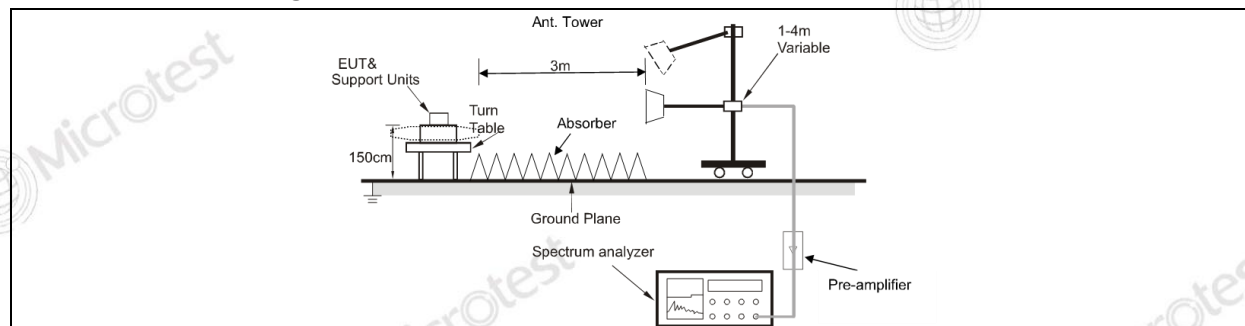 Ant. Tower
1-4m
Variable
3m
EUT&
Support Units
Turn
Table
Absorber
150cm
Ground Plane
Spectrum analyzer
Pre-amplifier
Microtest